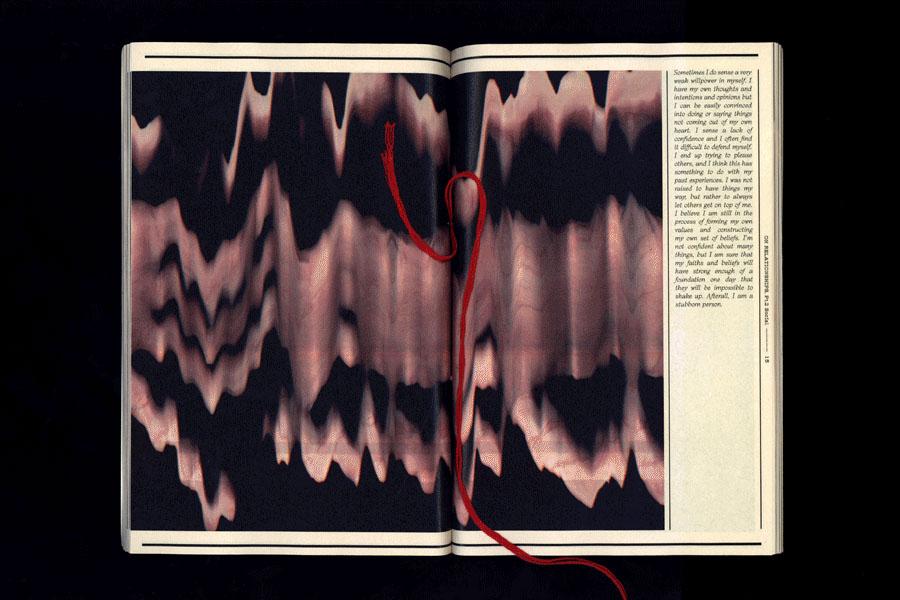 Sometimes I do sense a very
weak willpower in myself. I
have my own thoughts and
intentions and opinions but
I can be easily convinced
into doing or saying things
not coming out of my own
heart. I sense a lack of
confidence and I often find
it difficult to defend myself.
I end up trying to please
others, and I think this has
something to do with my
past experiences. I was not
raised to have things my
way, but rather to always
let others get on top of me.
I believe I am still in the
process of forming my own
values and constructing
my own set of beliefs. I'm
not confident about many
things, but I am sure that
my faiths and beliefs will
have strong enough of a
foundation one day that
they will be impossible to
shake up. Afterall, I am a
stubborn person.
ON RELATIONSHIPS, Pt.2 Social 15